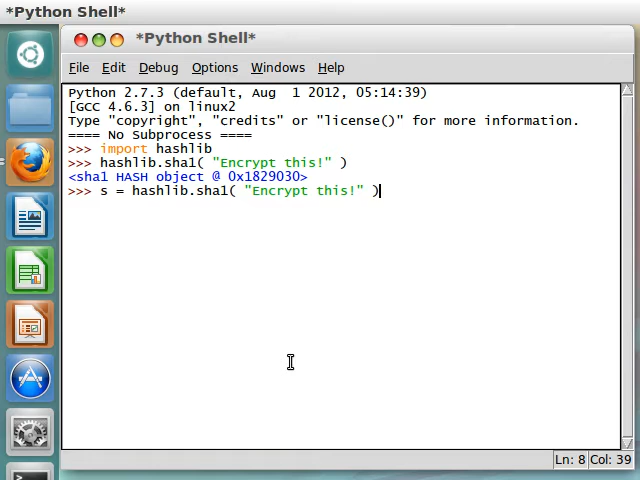 *Python Shell*
*Python Shell*
File Edit Debug Options Windows Help
Python 2.7.3 (default, Aug  1 2012, 05:14:39)
[GCC 4.6.3] on linux2
Type "copyright", "credits" or "license()" for more information.
==== No Subprocess ====
>>> import hashlib
>>> hashlib.sha1( "Encrypt this!" )
<sha1 HASH object @ 0x1829030>
>>> s = hashlib.sha1( "Encrypt this!" )
Ln: 8 Col: 39